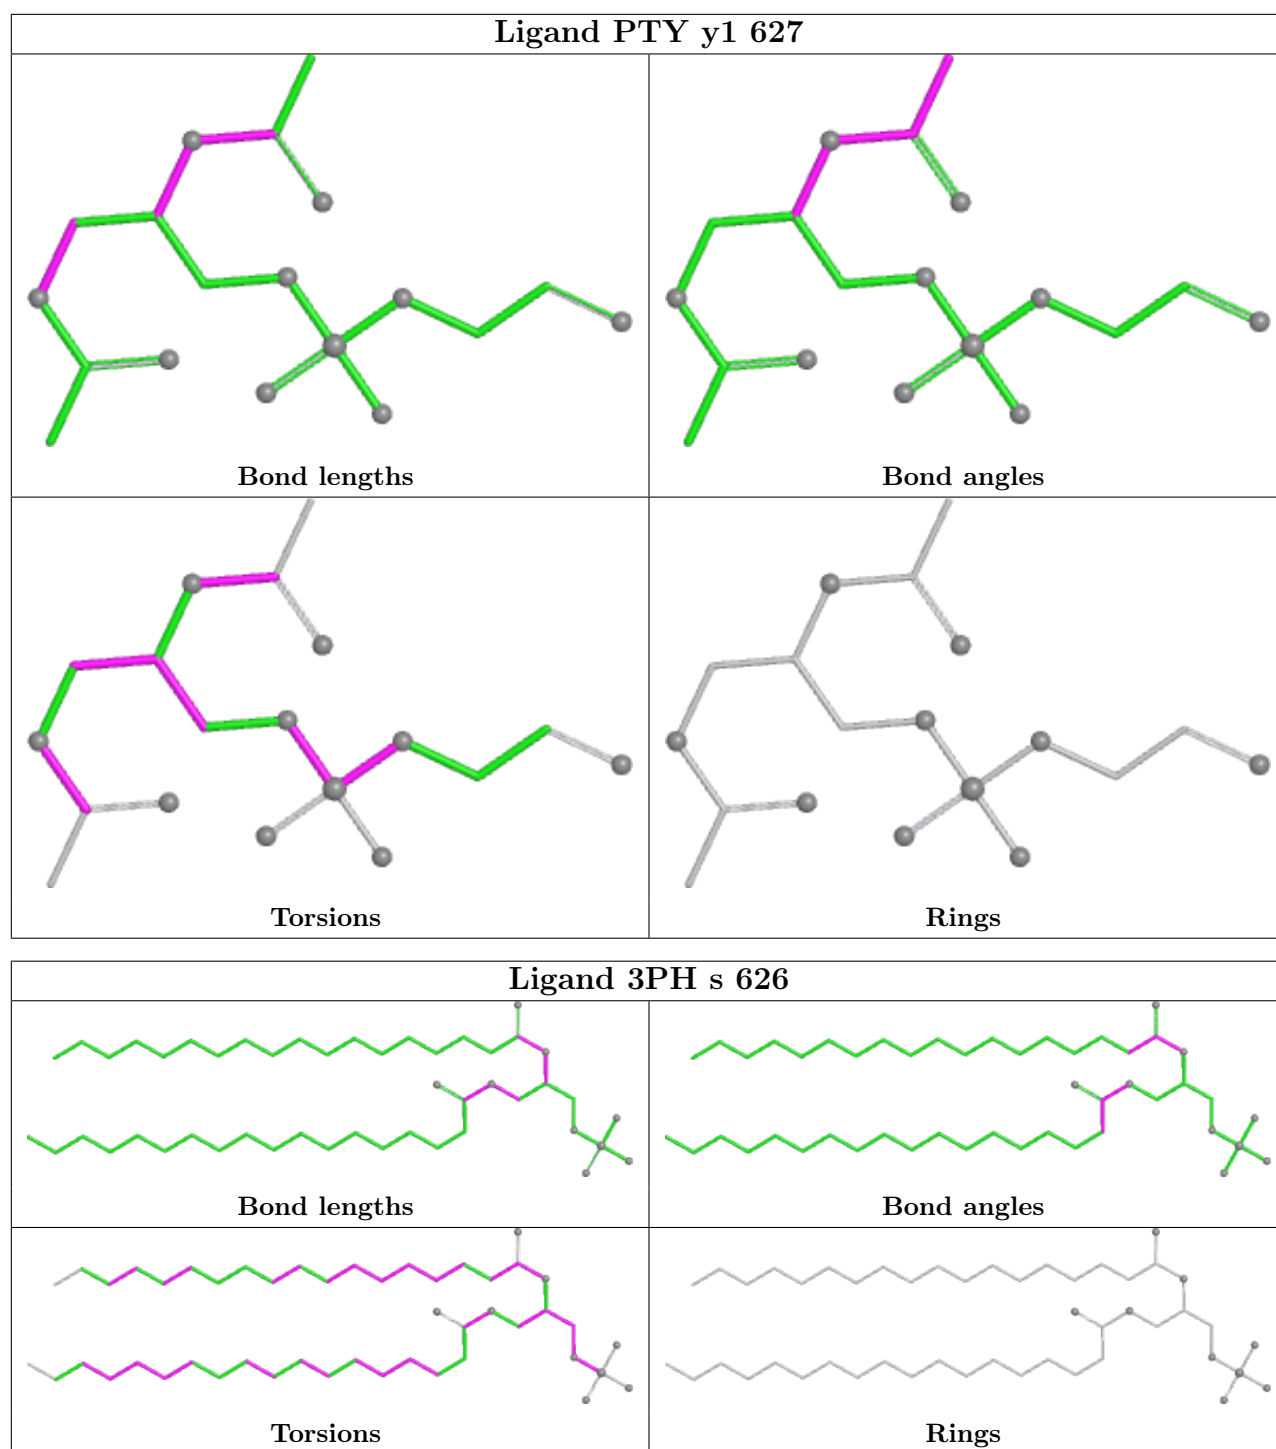 Ligand PTY y1 627
Bond lengths
Bond angles
Torsions
Rings
Ligand 3PH s 626
Bond lengths
Bond angles
Torsions
Rings